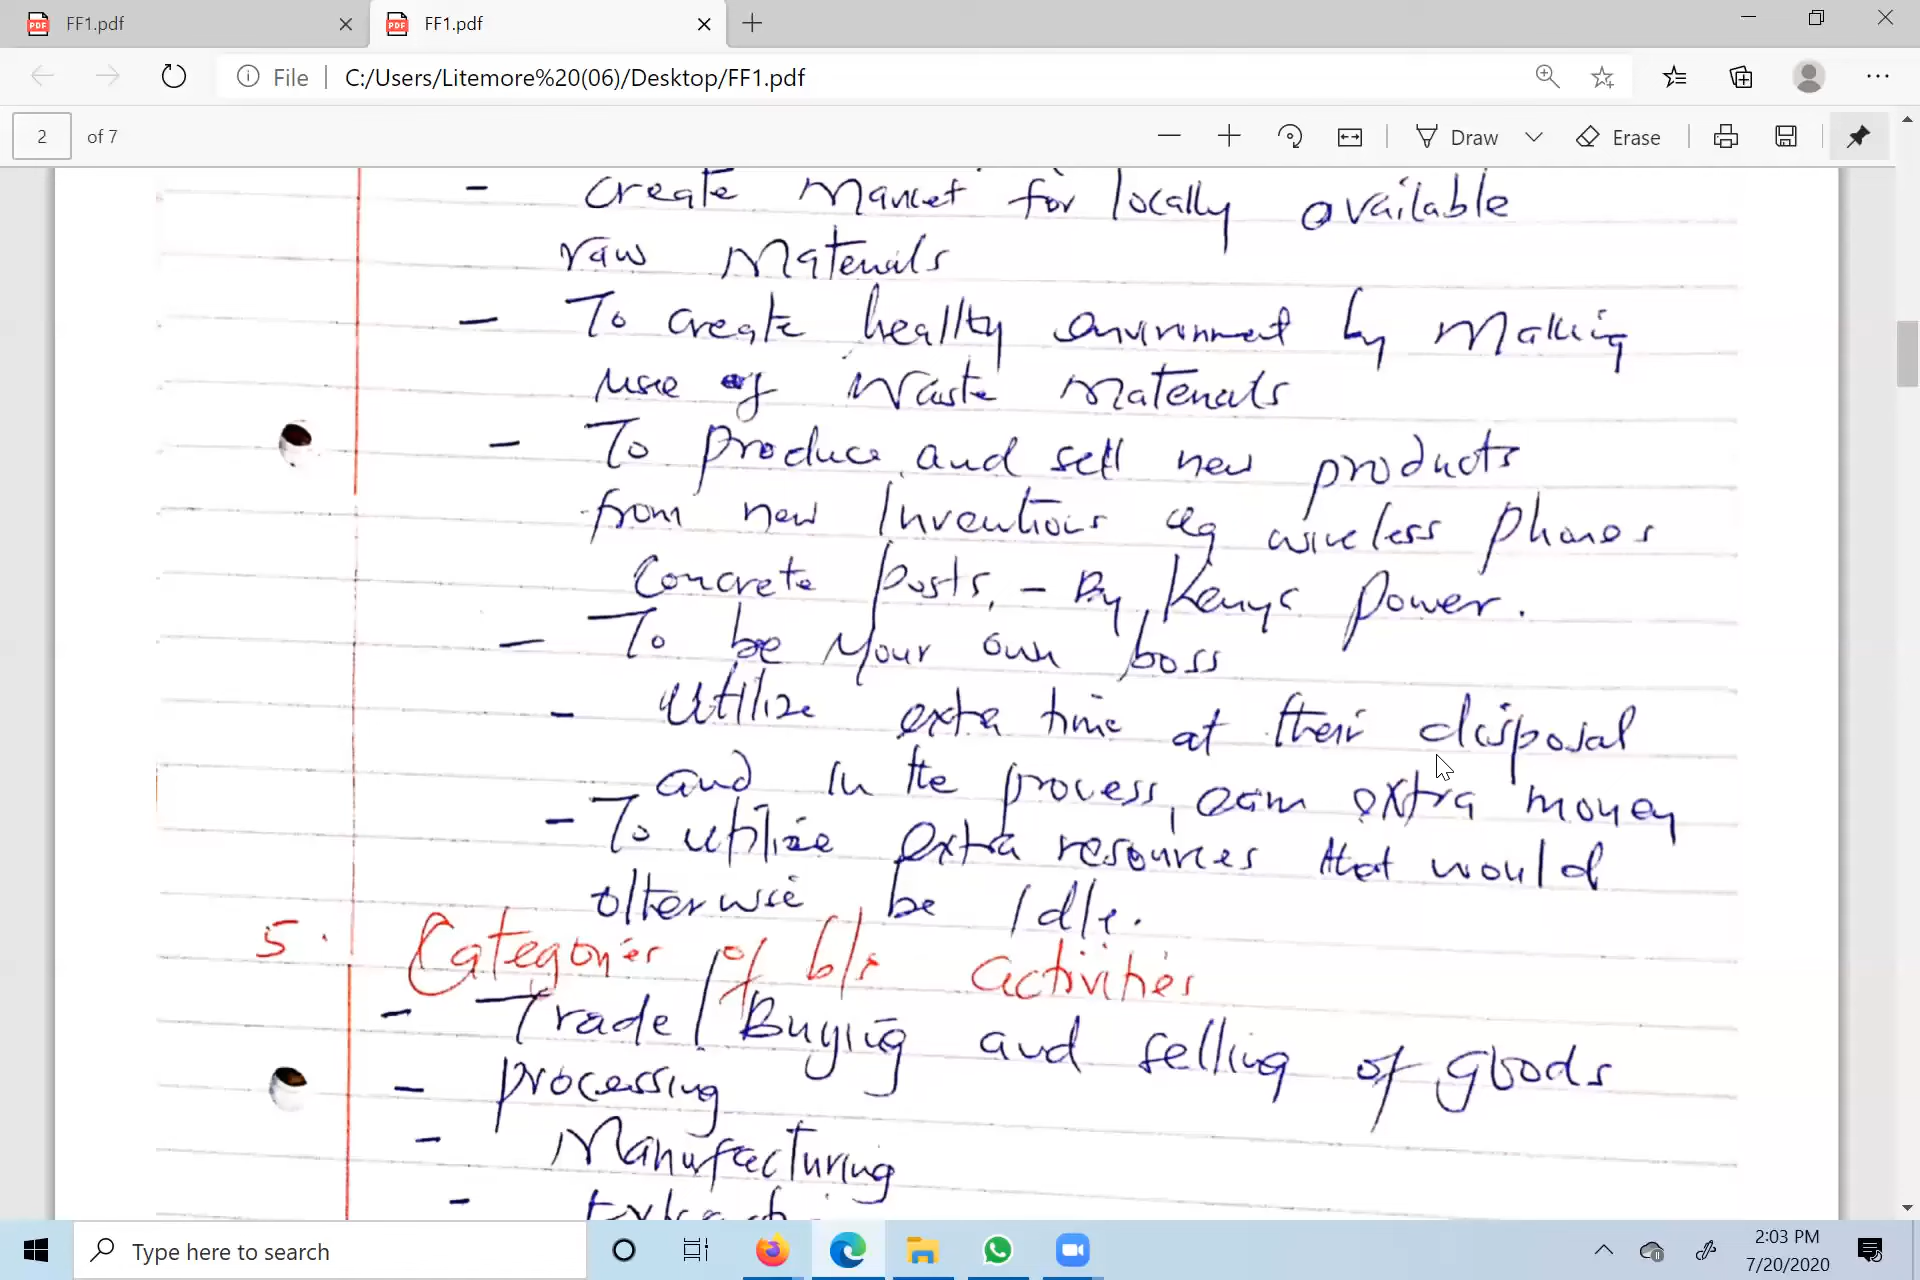 FF1.pdf
FF1.pdf
File | C:/Users/Litemore%20(06)/Desktop/FF1.pdf
2 of 7
Draw
Erase
- Create Market for locally available
raw Materials
- To create healthy environment by Making
use of Waste Materials
- To produce and sell new products
from new Inventions eg wireless phones
Concrete posts, - By Kenya Power.
- To be your own boss
- Utilize extra time at their disposal
and in the process, earn extra money
- To utilize extra resources that would
otherwise be Idle.
5. Categories of b/s activities
- Trade/Buying and selling of goods
- processing
- Manufacturing
-
Type here to search
2:03 PM
7/20/2020